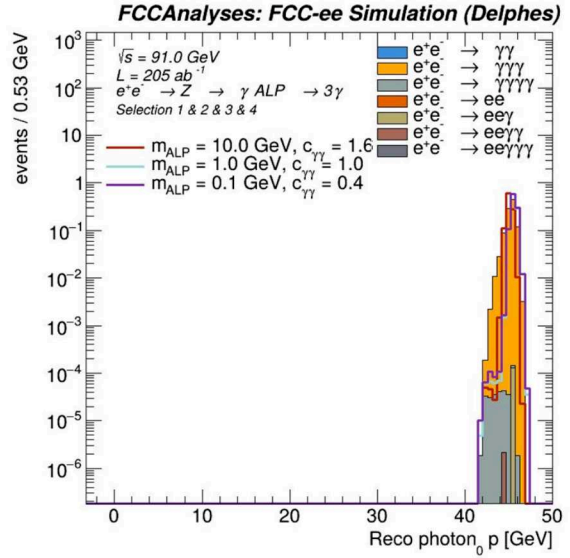 FCCAnalyses: FCC-ee Simulation (Delphes)
events / 0.53 GeV
10³
10²
10
1
10⁻¹
10⁻²
10⁻³
10⁻⁴
10⁻⁵
10⁻⁶
√s = 91.0 GeV
L = 205 ab⁻¹
e⁺e⁻ → Z → γ ALP → 3γ
Selection 1 & 2 & 3 & 4
m_ALP = 10.0 GeV, c_γγ = 1.6
m_ALP = 1.0 GeV, c_γγ = 1.0
m_ALP = 0.1 GeV, c_γγ = 0.4
e⁺e⁻ → γγ
e⁺e⁻ → γγγ
e⁺e⁻ → γγγγ
e⁺e⁻ → ee
e⁺e⁻ → eeγ
e⁺e⁻ → eeγγ
e⁺e⁻ → eeγγγ
0 10 20 30 40 50
Reco photon₀ p [GeV]